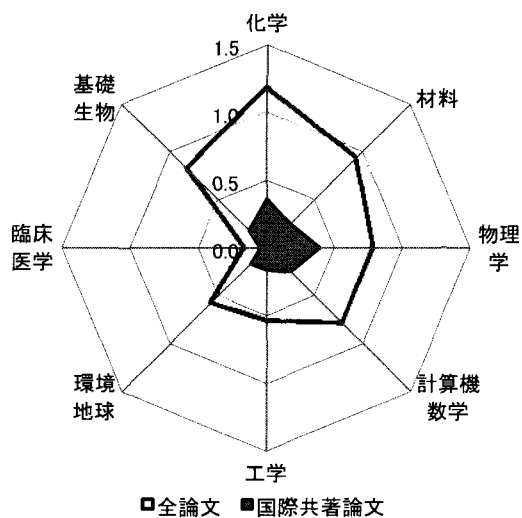 化学
1.5
基礎
生物
材料
1.0
0.5
臨床
医学
0.0
物理
学
環境
地球
計算機
数学
工学
全論文 国際共著論文